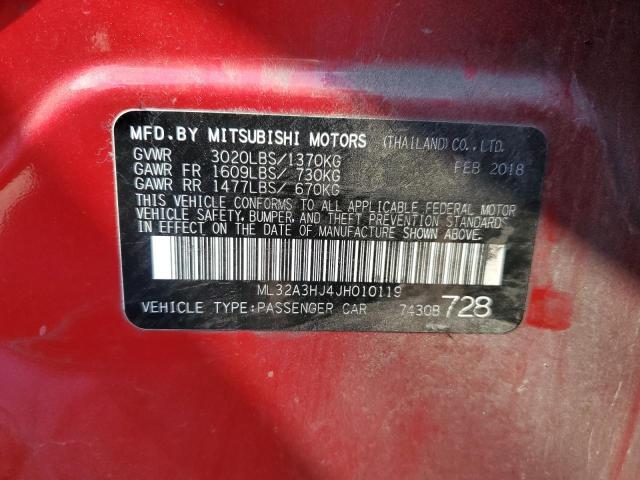 MFD.BY MITSUBISHI MOTORS (THAILAND) CO.,LTD.
GVWR 3020LBS/1370KG FEB 2018
GAWR FR 1609LBS/ 730KG
GAWR RR 1477LBS/ 670KG
THIS VEHICLE CONFORMS TO ALL APPLICABLE FEDERAL MOTOR
VEHICLE SAFETY, BUMPER, AND THEFT PREVENTION STANDARDS
IN EFFECT ON THE DATE OF MANUFACTURE SHOWN ABOVE.
ML32A3HJ4JH010119
VEHICLE TYPE:PASSENGER CAR 7430B 728